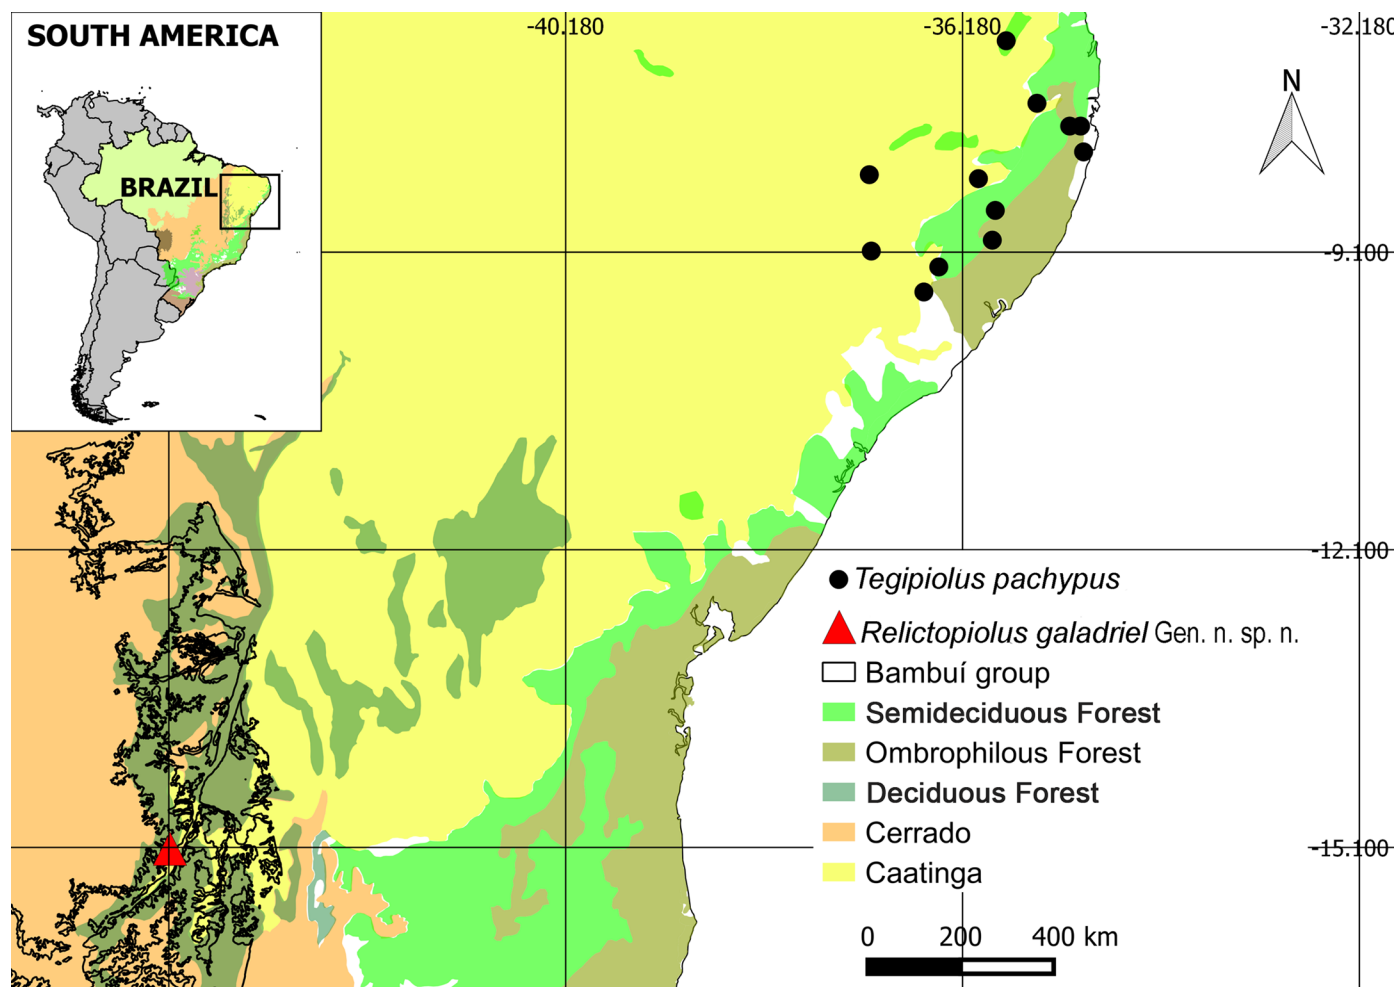 SOUTH AMERICA
BRAZIL
-40.180
-36.180
-32.180
N
-9.100
-12.100
-15.100
Tegipiolus pachypus
Relictopiolus galadriel Gen. n. sp. n.
Bambuí group
Semideciduous Forest
Ombrophilous Forest
Deciduous Forest
Cerrado
Caatinga
0 200 400 km